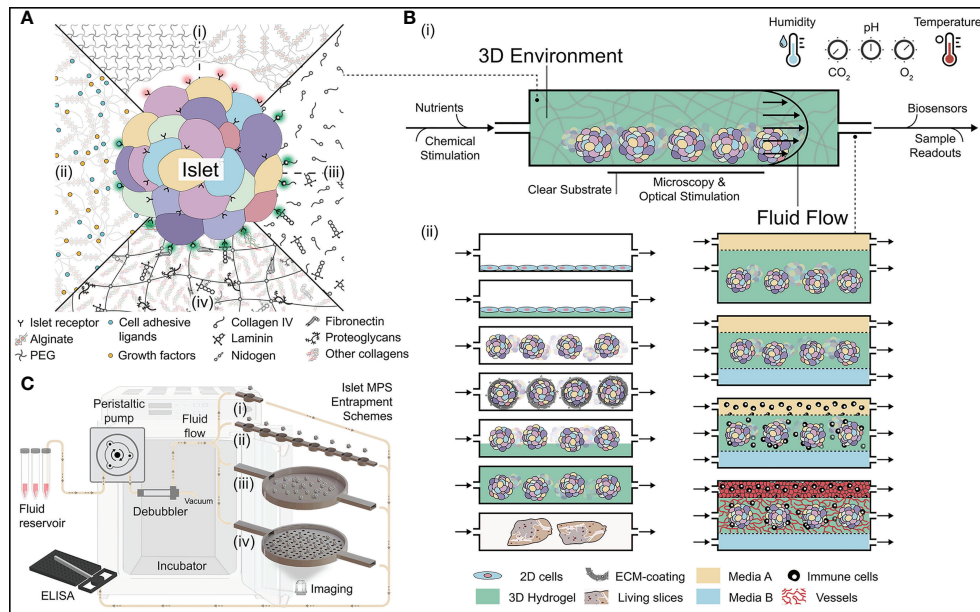 A
(i)
(ii)
Islet
(iii)
(iv)
Islet receptor
Alginate
PEG
Cell adhesive
ligands
Growth factors
Collagen IV
Laminin
Nidogen
Fibronectin
Proteoglycans
Other collagens
B
(i)
3D Environment
Humidity
pH
Temperature
CO2
O2
Nutrients
Chemical
Stimulation
Biosensors
Sample
Readouts
Clear Substrate
Microscopy &
Optical Stimulation
Fluid Flow
(ii)
2D cells
3D Hydrogel
ECM-coating
Living slices
Media A
Media B
Immune cells
Vessels
C
Peristaltic
pump
Fluid
flow
Islet MPS
Entrapment
Schemes
(i)
(ii)
(iii)
(iv)
Fluid
reservoir
Debubbler
Vacuum
Incubator
ELISA
Imaging